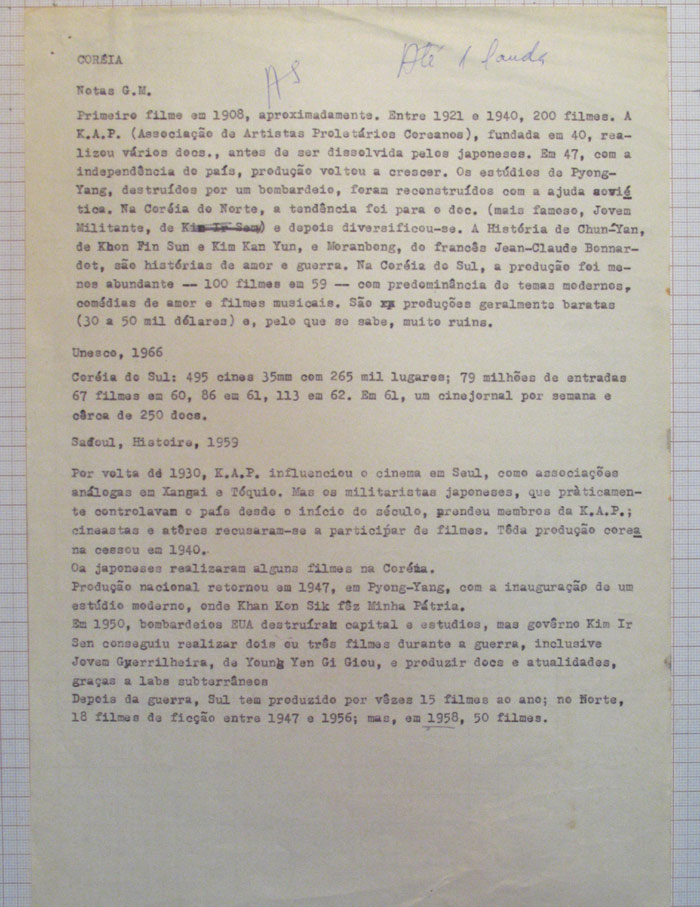 CORÉIA
AS
Até 1 lauda
Notas G.M.
Primeiro filme em 1908, aproximadamente. Entre 1921 e 1940, 200 filmes. A
K.A.P. (Associação de Artistas Proletários Coreanos), fundada em 40, rea-
lizou vários docs., antes de ser dissolvida pelos japoneses. Em 47, com a
independência do país, produção voltou a crescer. Os estúdios de Pyong-
Yang, destruídos por um bombardeio, foram reconstruídos com a ajuda sovié
tica. Na Coréia do Norte, a tendência foi para o doc. (mais famoso, Jovem
Militante, de Kim Ir Sen) e depois diversificou-se. A História de Chun-Yan,
de Khon Pin Sun e Kim Kan Yun, e Moranbong, do francês Jean-Claude Bonnar-
dot, são histórias de amor e guerra. Na Coréia do Sul, a produção foi me-
nos abundante -- 100 filmes em 59 -- com predominância de temas modernos,
comédias de amor e filmes musicais. São produções geralmente baratas
(30 a 50 mil dólares) e, pelo que se sabe, muito ruins.
Unesco, 1966
Coréia do Sul: 495 cines 35mm com 265 mil lugares; 79 milhões de entradas
67 filmes em 60, 86 em 61, 113 em 62. Em 61, um cinejornal por semana e
cêrca de 250 docs.
Sadoul, Histoire, 1959
Por volta de 1930, K.A.P. influenciou o cinema em Seul, como associações
análogas em Xangai e Tóquio. Mas os militaristas japoneses, que pràticamen-
te controlavam o país desde o início do século, prendeu membros da K.A.P.;
cineastas e atôres recusaram-se a participar de filmes. Tôda produção corea
na cessou em 1940.
Oa japoneses realizaram alguns filmes na Coréia.
Produção nacional retornou em 1947, em Pyong-Yang, com a inauguração de um
estúdio moderno, onde Khan Kon Sik fêz Minha Pátria.
Em 1950, bombardeios EUA destruíram capital e estudios, mas govêrno Kim Ir
Sen conseguiu realizar dois ou três filmes durante a guerra, inclusive
Jovem Guerrilheira, de Young Yen Gi Giou, e produzir docs e atualidades,
graças a labs subterrâneos
Depois da guerra, Sul tem produzido por vêzes 15 filmes ao ano; no Norte,
18 filmes de ficção entre 1947 e 1956; mas, em 1958, 50 filmes.